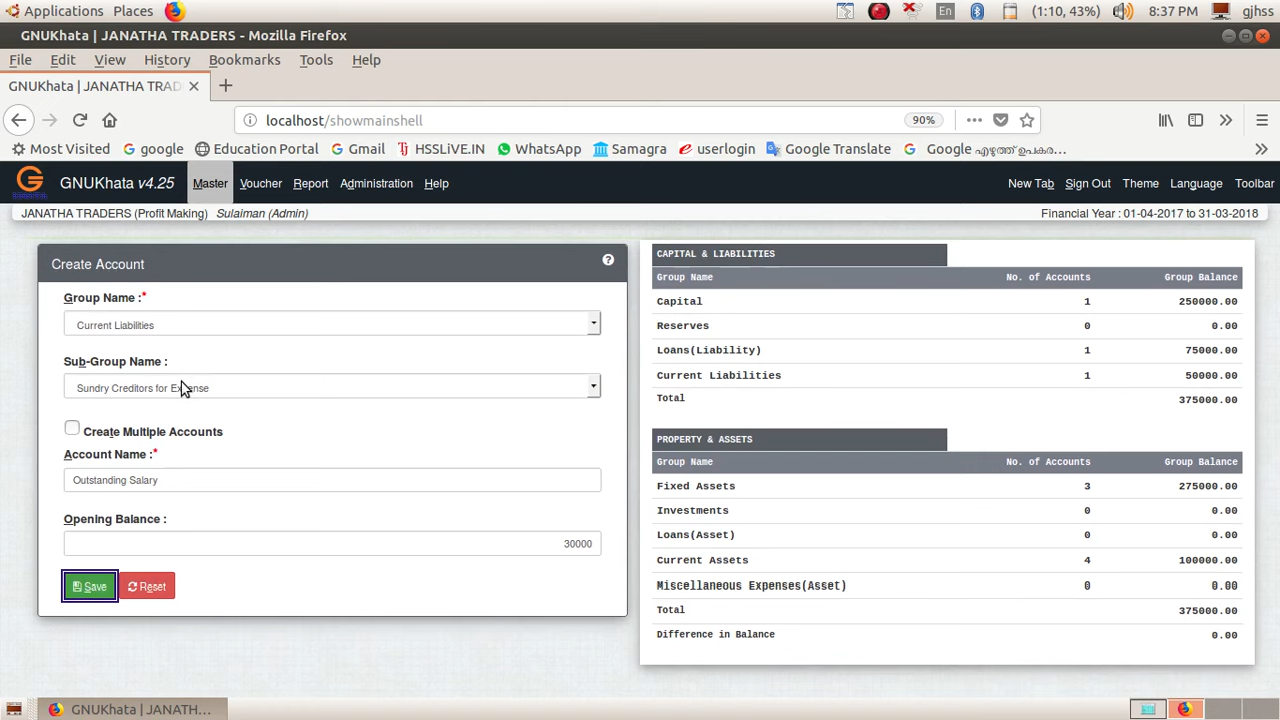 Applications Places En (1:10, 43%) 8:37 PM gjhss
GNUKhata | JANATHA TRADERS - Mozilla Firefox
File Edit View History Bookmarks Tools Help
GNUKhata | JANATHA TRAD
localhost/showmainshell 90%
Most Visited google Education Portal Gmail HSSLiVE.IN WhatsApp Samagra userlogin Google Translate Google എഴുത്ത് ഉപകര...
GNUKhata v4.25 Master Voucher Report Administration Help New Tab Sign Out Theme Language Toolbar
JANATHA TRADERS (Profit Making) Sulaiman (Admin) Financial Year : 01-04-2017 to 31-03-2018
Create Account
Group Name :*
Current Liabilities
Sub-Group Name :
Sundry Creditors for Expense
Create Multiple Accounts
Account Name :*
Outstanding Salary
Opening Balance :
30000
Save Reset
CAPITAL & LIABILITIES
Group Name No. of Accounts Group Balance
Capital 1 250000.00
Reserves 0 0.00
Loans(Liability) 1 75000.00
Current Liabilities 1 50000.00
Total 375000.00
PROPERTY & ASSETS
Group Name No. of Accounts Group Balance
Fixed Assets 3 275000.00
Investments 0 0.00
Loans(Asset) 0 0.00
Current Assets 4 100000.00
Miscellaneous Expenses(Asset) 0 0.00
Total 375000.00
Difference in Balance 0.00
GNUKhata | JANATH...